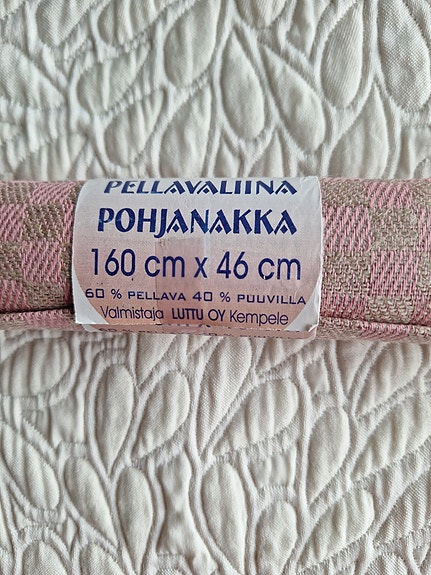 PELLAVALIINA
POHJANAKKA
160 cm x 46 cm
60 % PELLAVA 40 % PUUVILLA
Valmistaja LUTTU OY Kempele